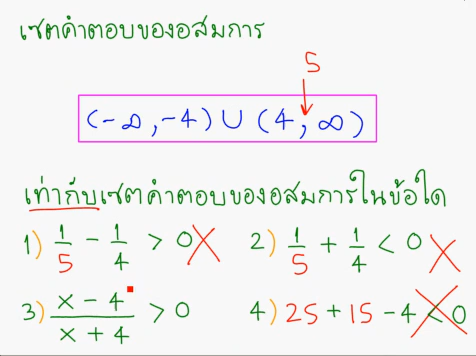 เซตคำตอบของอสมการ
5
(-∞,-4) ∪ (4,∞)
เท่ากับเซตคำตอบของอสมการในข้อใด
1) 1/5 - 1/4 > 0 2) 1/5 + 1/4 < 0
3) x - 4 / x + 4 > 0 4) 25 + 15 - 4 < 0